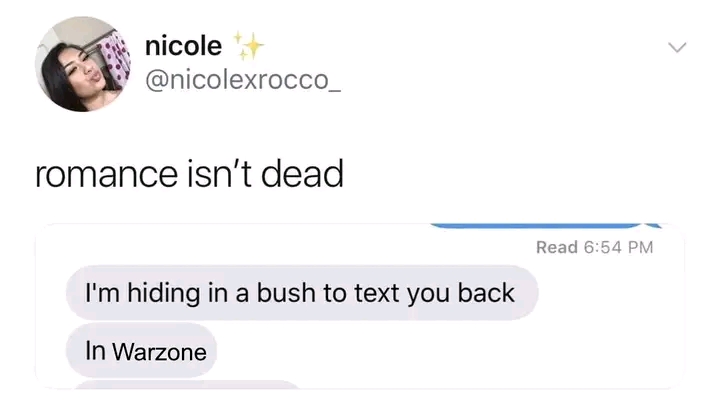 nicole ✨
@nicolexrocco_
romance isn't dead
Read 6:54 PM
I'm hiding in a bush to text you back
In Warzone